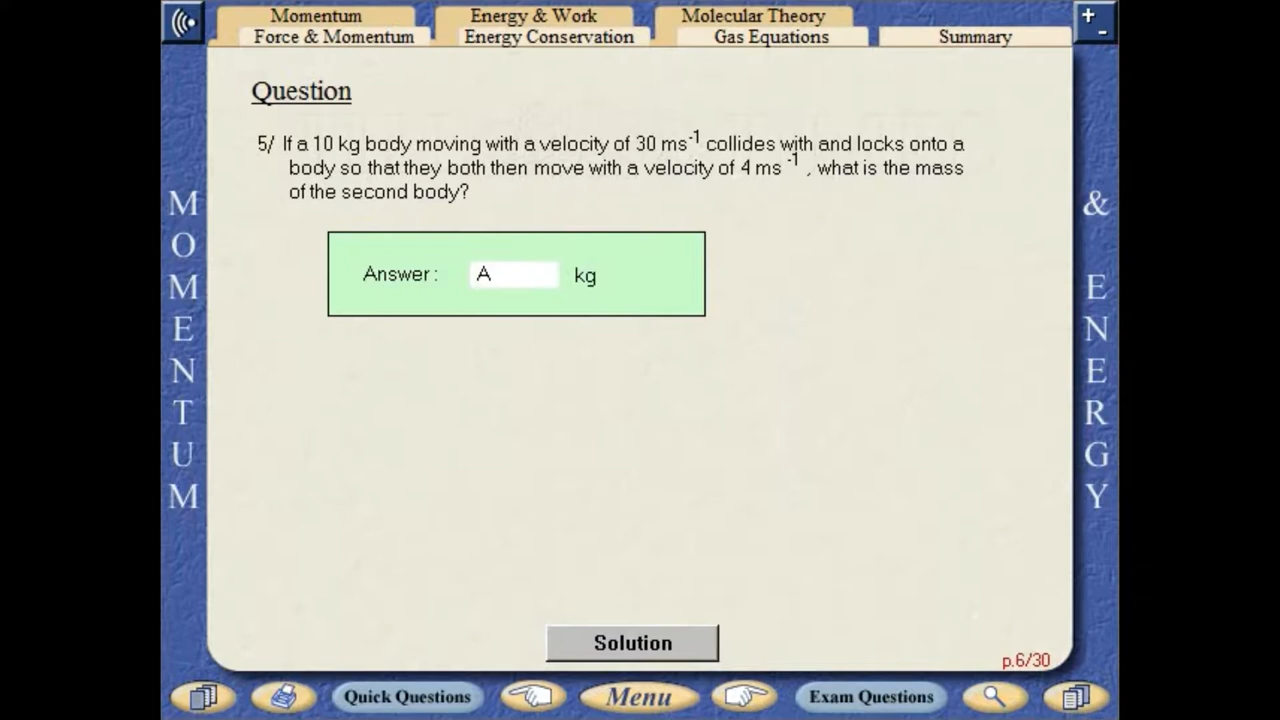 Momentum
Energy & Work
Molecular Theory
+
-
Force & Momentum
Energy Conservation
Gas Equations
Summary
Question
5/ If a 10 kg body moving with a velocity of 30 ms-1 collides with and locks onto a
body so that they both then move with a velocity of 4 ms -1 , what is the mass
of the second body?
Answer : A kg
MOMENTUM
& ENERGY
Solution
p.6/30
Quick Questions
Menu
Exam Questions